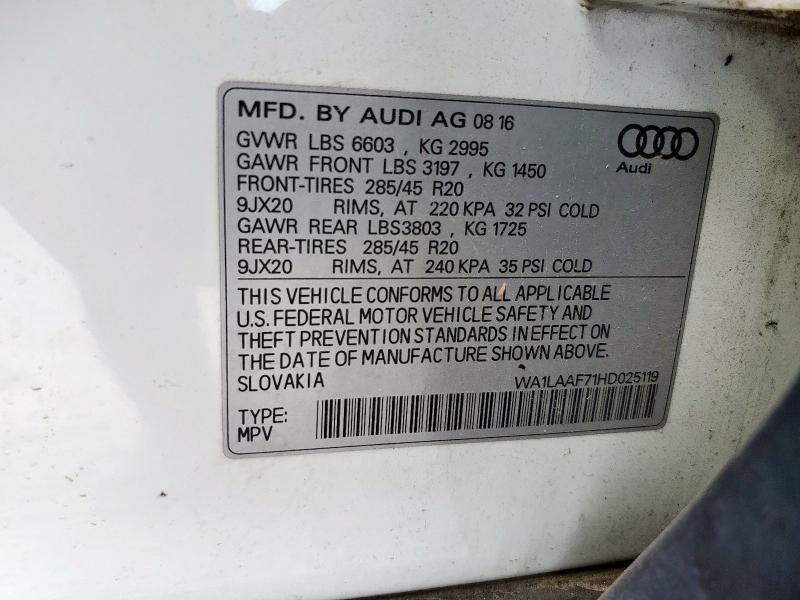 MFD. BY AUDI AG 08 16
GVWR LBS 6603 , KG 2995
GAWR FRONT LBS 3197 , KG 1450
FRONT-TIRES 285/45 R20
9JX20 RIMS, AT 220 KPA 32 PSI COLD
GAWR REAR LBS3803 , KG 1725
REAR-TIRES 285/45 R20
9JX20 RIMS, AT 240 KPA 35 PSI COLD
Audi
THIS VEHICLE CONFORMS TO ALL APPLICABLE
U.S. FEDERAL MOTOR VEHICLE SAFETY AND
THEFT PREVENTION STANDARDS IN EFFECT ON
THE DATE OF MANUFACTURE SHOWN ABOVE.
SLOVAKIA WA1LAAF71HD025119
TYPE:
MPV